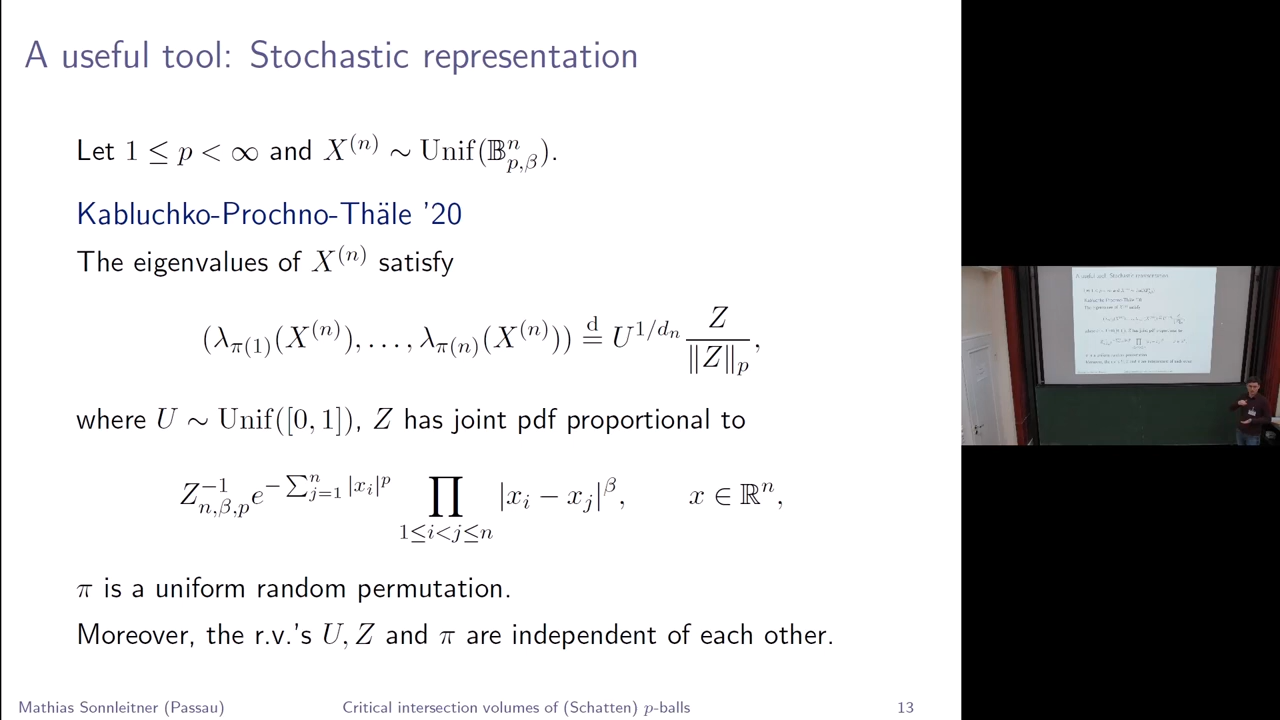 A useful tool: Stochastic representation
Let 1 ≤ p < ∞ and X^{(n)} ∼ Unif(𝔹^n_{p,β}).
Kabluchko-Prochno-Thäle '20
The eigenvalues of X^{(n)} satisfy
(λ_{π(1)}(X^{(n)}), . . . , λ_{π(n)}(X^{(n)})) \stackrel{d}{=} U^{1/d_n} \frac{Z}{‖Z‖_p},
where U ∼ Unif([0, 1]), Z has joint pdf proportional to
Z^{-1}_{n,β,p} e^{-∑^n_{j=1} |x_i|^p} ∏_{1≤i<j≤n} |x_i − x_j|^β, x ∈ ℝ^n,
π is a uniform random permutation.
Moreover, the r.v.'s U, Z and π are independent of each other.
Mathias Sonnleitner (Passau) Critical intersection volumes of (Schatten) p-balls 13